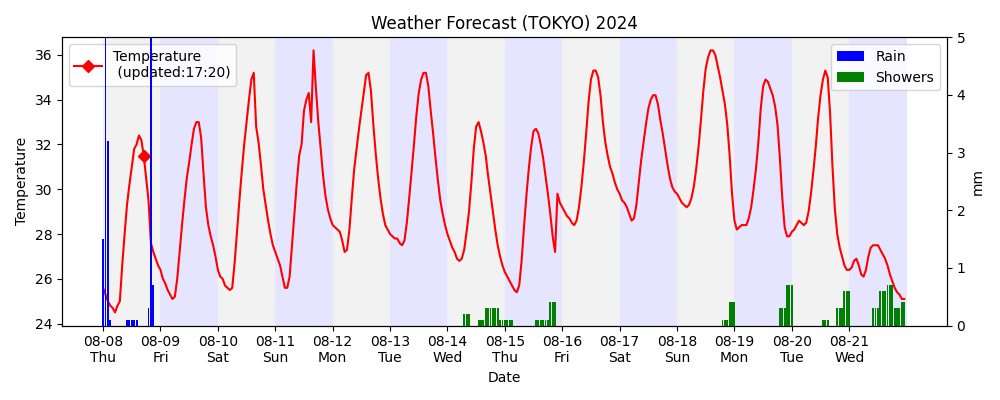 Weather Forecast (TOKYO) 2024
Temperature
(updated:17:20)
Rain
Showers
36
34
32
30
28
26
24
Temperature
5
4
3
2
1
0
mm
08-08 08-09 08-10 08-11 08-12 08-13 08-14 08-15 08-16 08-17 08-18 08-19 08-20 08-21
Thu Fri Sat Sun Mon Tue Wed Thu Fri Sat Sun Mon Tue Wed
Date